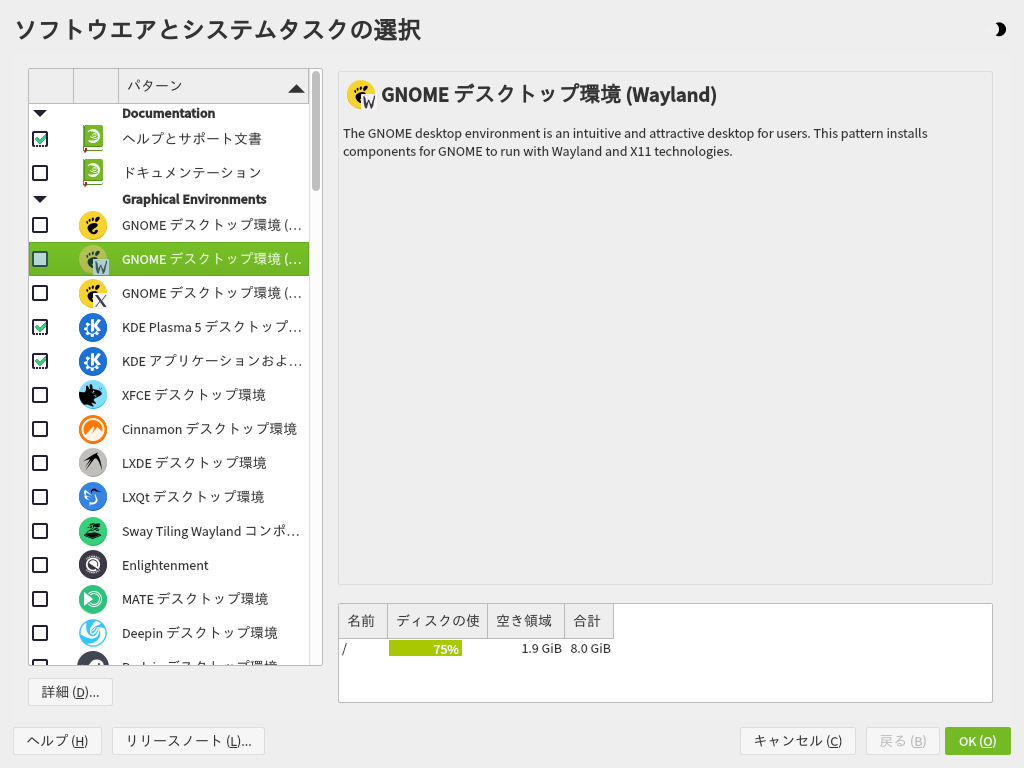 ソフトウエアとシステムタスクの選択
パターン
Documentation
ヘルプとサポート文書
ドキュメンテーション
Graphical Environments
GNOME デスクトップ環境 (…
GNOME デスクトップ環境 (…
GNOME デスクトップ環境 (…
KDE Plasma 5 デスクトップ…
KDE アプリケーションおよ…
XFCE デスクトップ環境
Cinnamon デスクトップ環境
LXDE デスクトップ環境
LXQt デスクトップ環境
Sway Tiling Wayland コンポ…
Enlightenment
MATE デスクトップ環境
Deepin デスクトップ環境
デスクトップ環境
詳細 (D)...
GNOME デスクトップ環境 (Wayland)
The GNOME desktop environment is an intuitive and attractive desktop for users. This pattern installs
components for GNOME to run with Wayland and X11 technologies.
名前 ディスクの使 空き領域 合計
/ 75% 1.9 GiB 8.0 GiB
ヘルプ (H) リリースノート (L)... キャンセル (C) 戻る (B) OK (O)